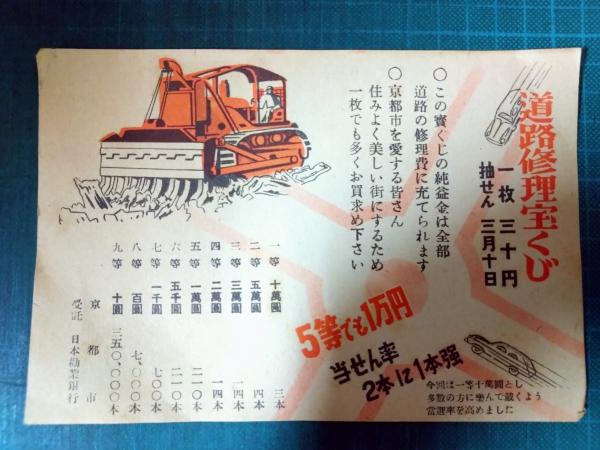 道路修理宝くじ
一枚 三十円
抽せん 三月十日
○この寳くじの純益金は全部
道路の修理費に充てられます
○京都市を愛する皆さん
住みよく美しい街にするため
一枚でも多くお買求め下さい
5等でも1万円
当せん率
2本に1本强
今回は一等十萬圓とし
多数の方に樂んで戴くよう
當選率を高めました
一等 十萬圓 三本
二等 五萬圓 四本
三等 三萬圓 一四本
四等 二萬圓 一四本
五等 一萬圓 二一〇本
六等 五千圓 二一〇本
七等 一千圓 七〇〇本
八等 百圓 七、〇〇〇本
九等 十圓 三五〇、〇〇〇本
京都市
受託 日本勸業銀行